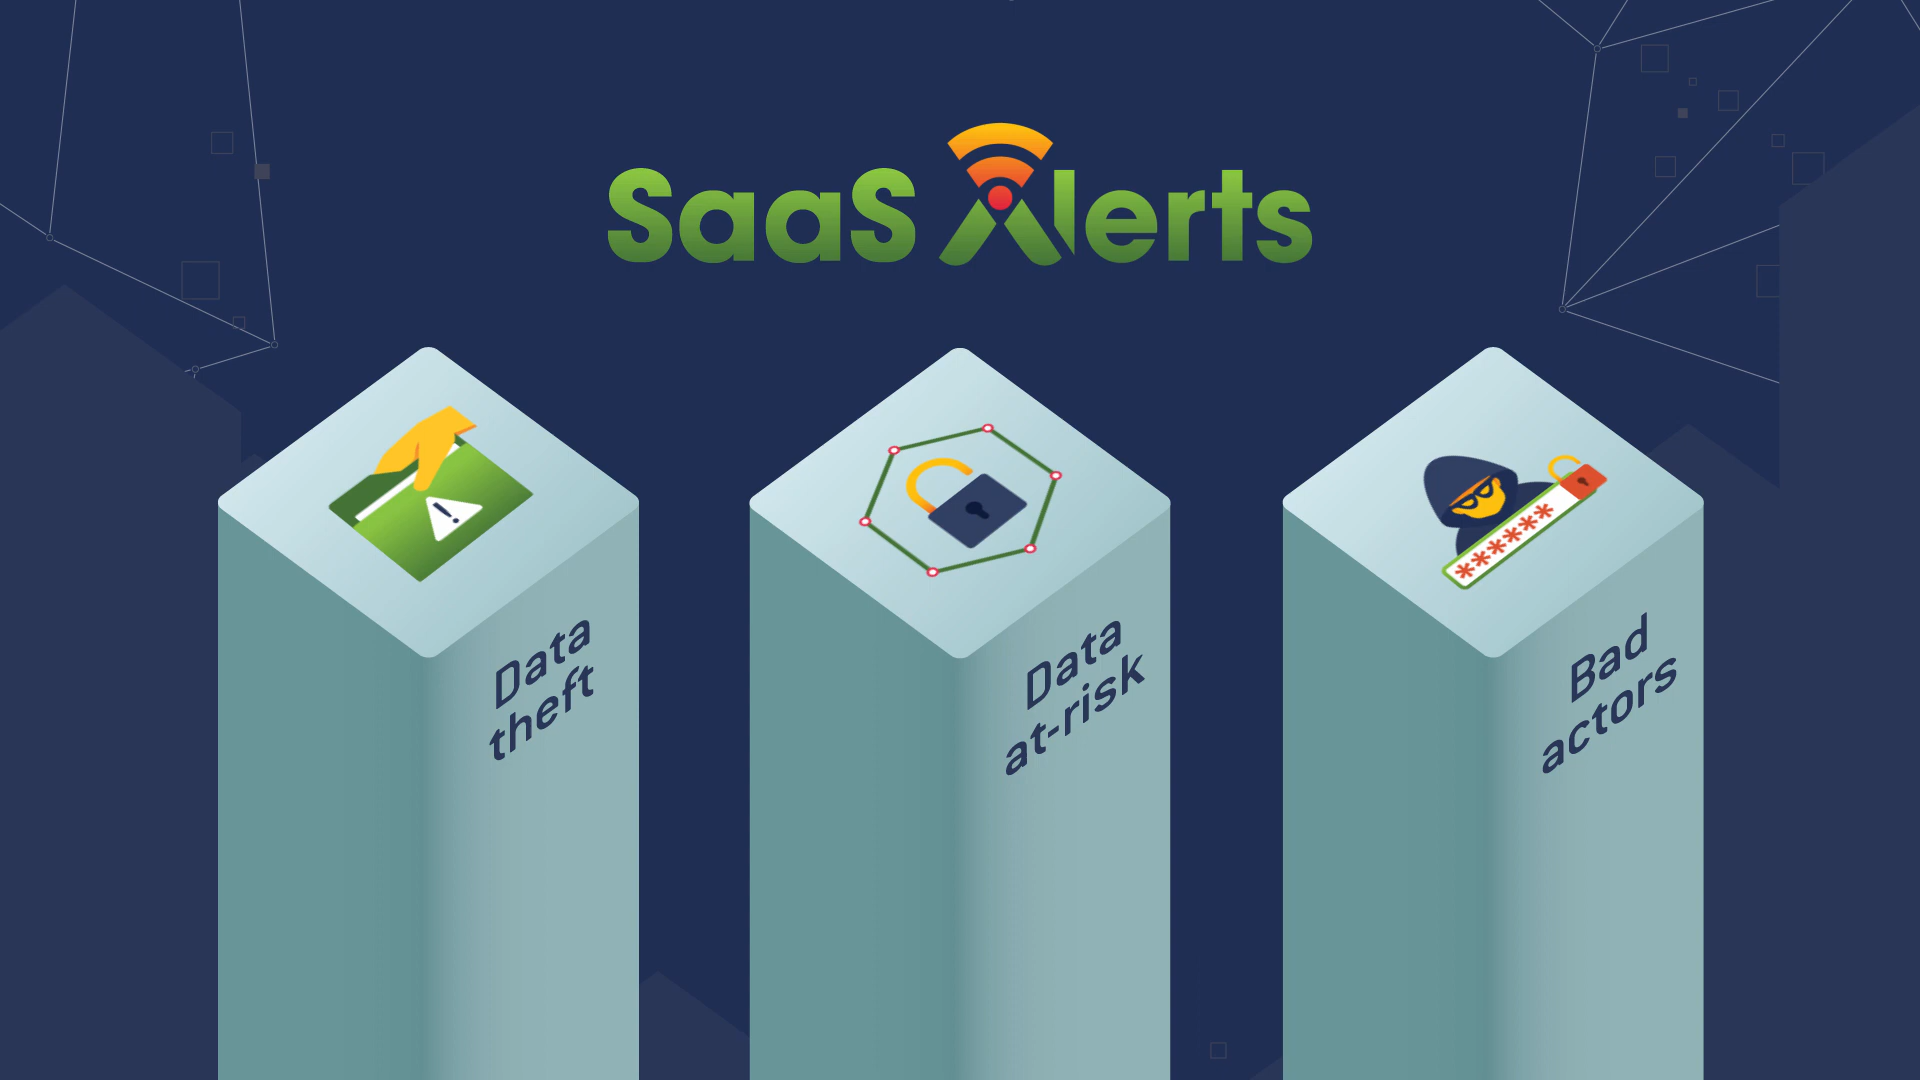 SaaS Alerts
Data
theft
Data
at-risk
Bad
actors
******